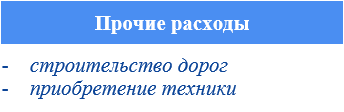 Прочие расходы
- строительство дорог
- приобретение техники